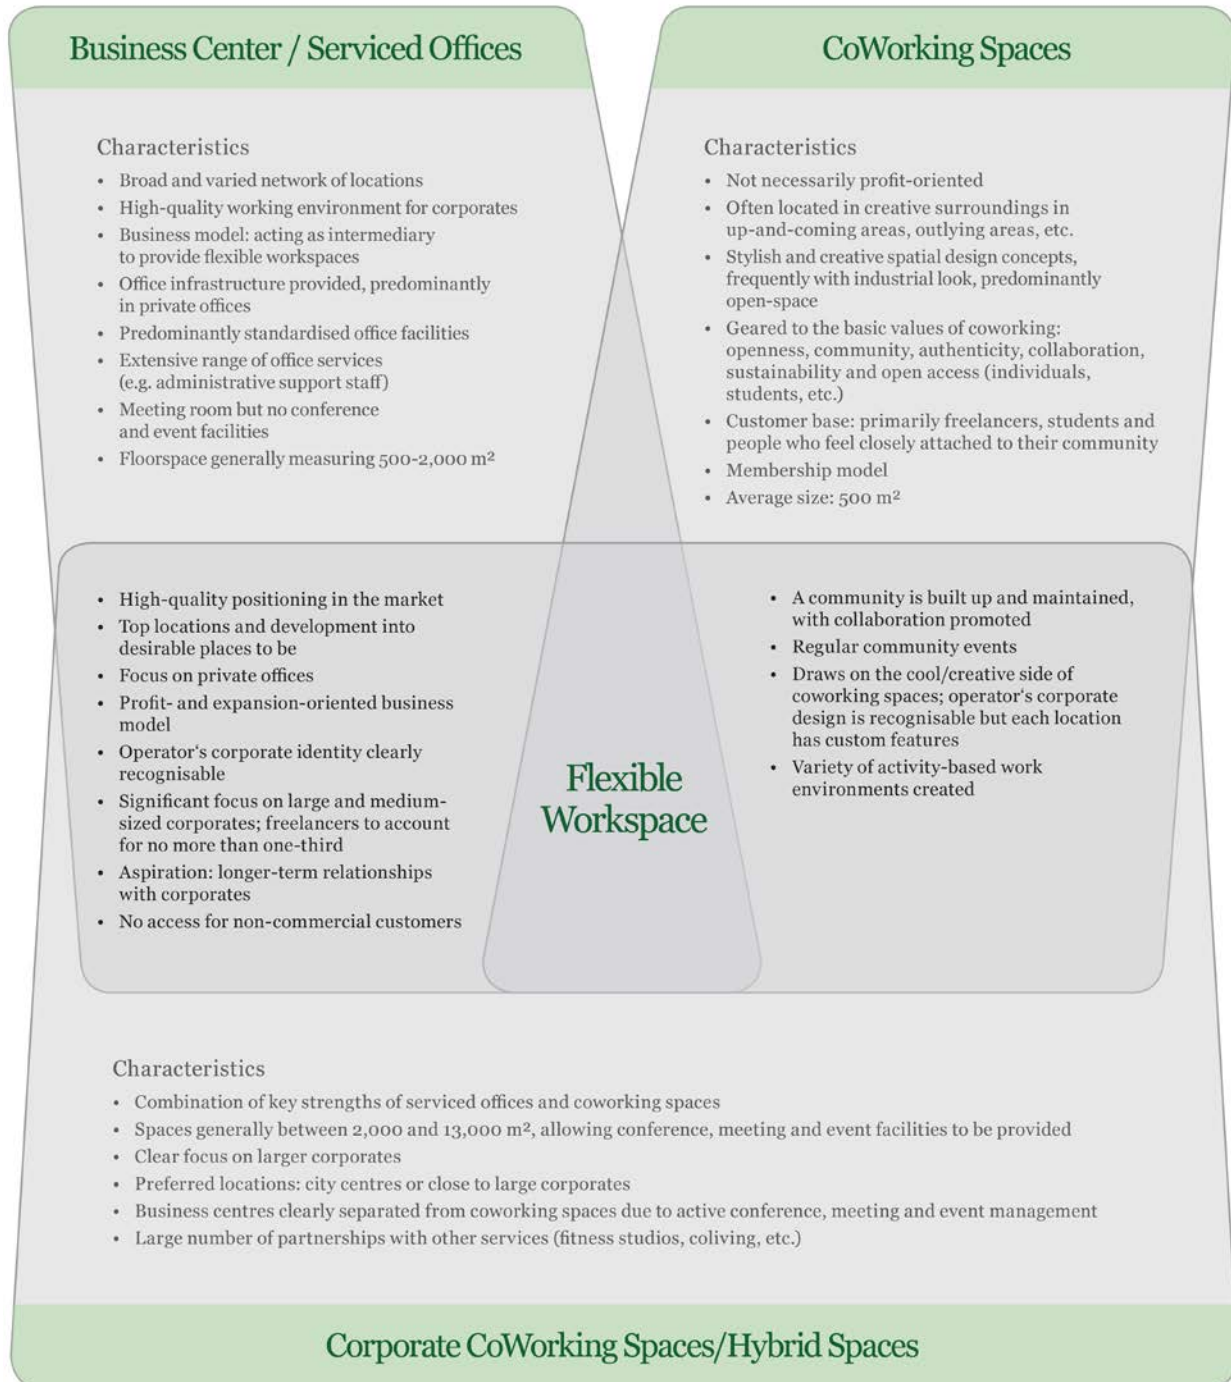 Business Center / Serviced Offices
Characteristics
• Broad and varied network of locations
• High-quality working environment for corporates
• Business model: acting as intermediary
to provide flexible workspaces
• Office infrastructure provided, predominantly
in private offices
• Predominantly standardised office facilities
• Extensive range of office services
(e.g. administrative support staff)
• Meeting room but no conference
and event facilities
• Floorspace generally measuring 500-2,000 m²
CoWorking Spaces
Characteristics
• Not necessarily profit-oriented
• Often located in creative surroundings in
up-and-coming areas, outlying areas, etc.
• Stylish and creative spatial design concepts,
frequently with industrial look, predominantly
open-space
• Geared to the basic values of coworking:
openness, community, authenticity, collaboration,
sustainability and open access (individuals,
students, etc.)
• Customer base: primarily freelancers, students and
people who feel closely attached to their community
• Membership model
• Average size: 500 m²
• High-quality positioning in the market
• Top locations and development into
desirable places to be
• Focus on private offices
• Profit- and expansion-oriented business
model
• Operator‘s corporate identity clearly
recognisable
• Significant focus on large and medium-
sized corporates; freelancers to account
for no more than one-third
• Aspiration: longer-term relationships
with corporates
• No access for non-commercial customers
Flexible
Workspace
• A community is built up and maintained,
with collaboration promoted
• Regular community events
• Draws on the cool/creative side of
coworking spaces; operator‘s corporate
design is recognisable but each location
has custom features
• Variety of activity-based work
environments created
Characteristics
• Combination of key strengths of serviced offices and coworking spaces
• Spaces generally between 2,000 and 13,000 m², allowing conference, meeting and event facilities to be provided
• Clear focus on larger corporates
• Preferred locations: city centres or close to large corporates
• Business centres clearly separated from coworking spaces due to active conference, meeting and event management
• Large number of partnerships with other services (fitness studios, coliving, etc.)
Corporate CoWorking Spaces/Hybrid Spaces